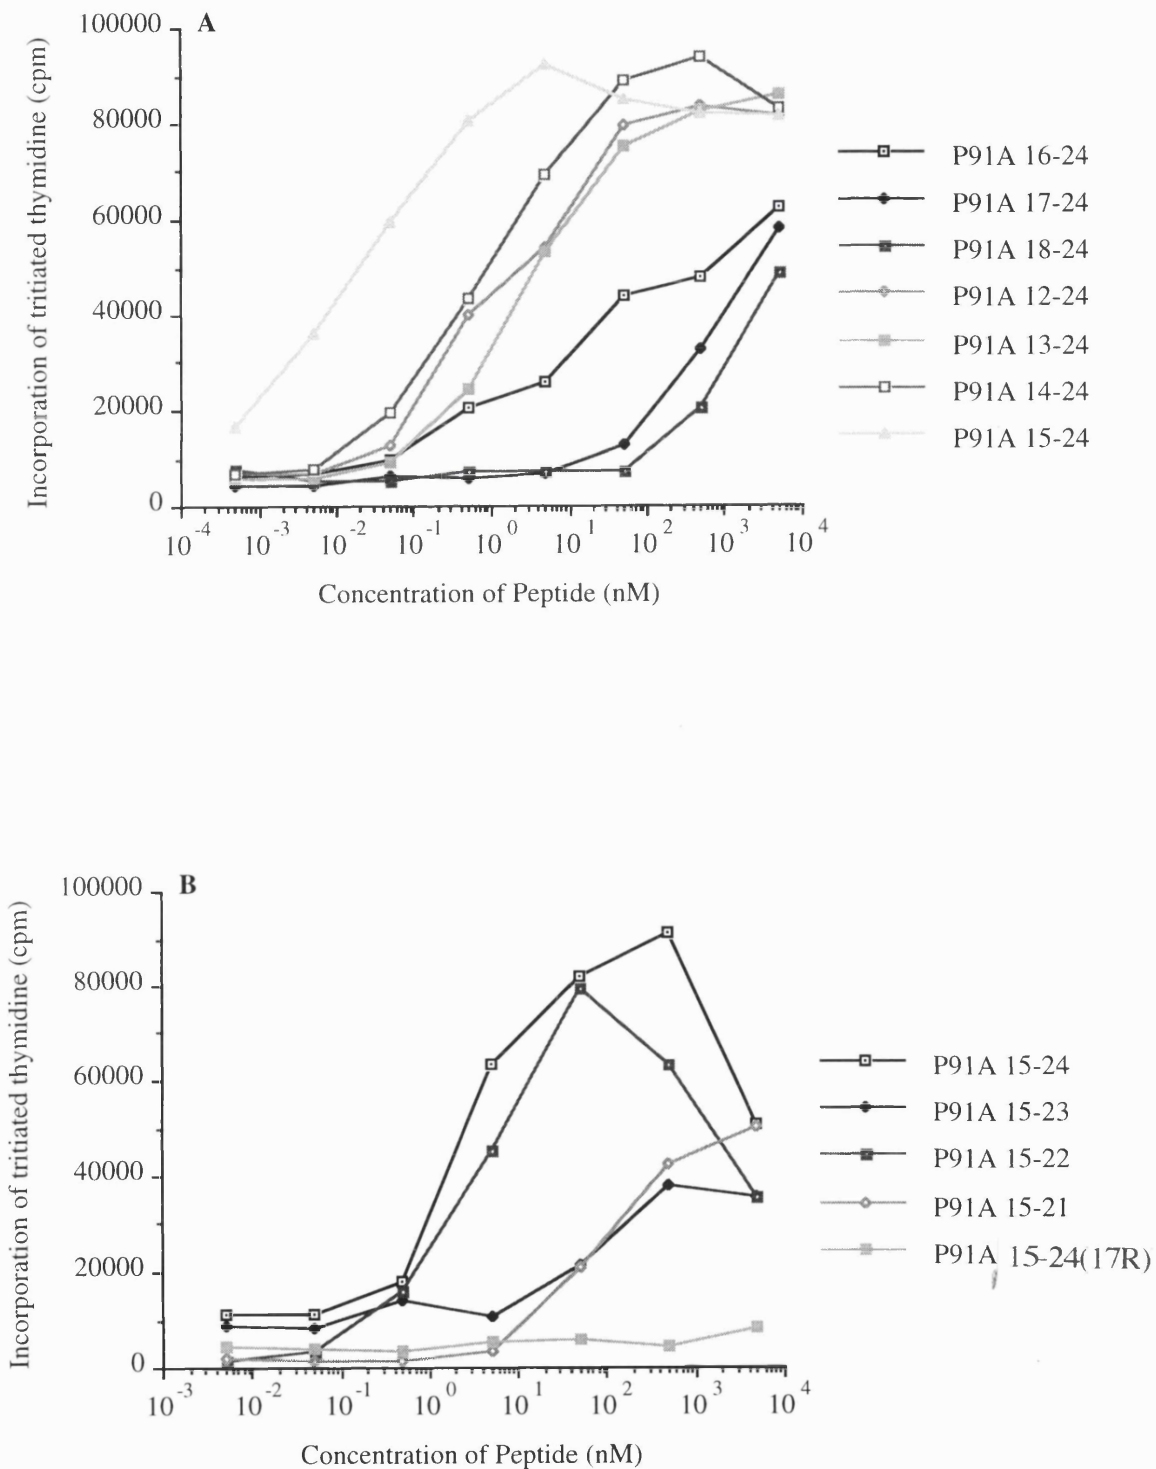 A
Incorporation of tritiated thymidine (cpm)
100000
80000
60000
40000
20000
0
10^-4 10^-3 10^-2 10^-1 10^0 10^1 10^2 10^3 10^4
Concentration of Peptide (nM)
P91A 16-24
P91A 17-24
P91A 18-24
P91A 12-24
P91A 13-24
P91A 14-24
P91A 15-24
B
Incorporation of tritiated thymidine (cpm)
100000
80000
60000
40000
20000
0
10^-3 10^-2 10^-1 10^0 10^1 10^2 10^3 10^4
Concentration of Peptide (nM)
P91A 15-24
P91A 15-23
P91A 15-22
P91A 15-21
P91A 15-24(17R)